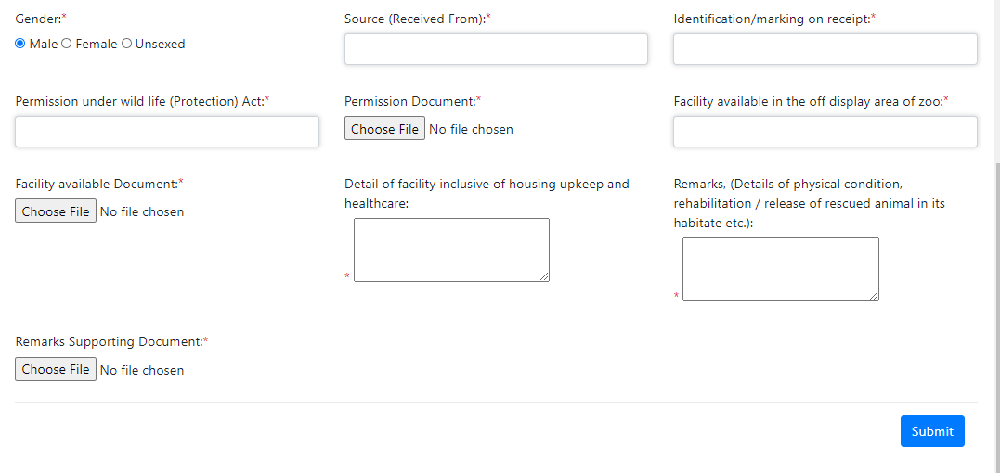 Gender:* Source (Received From):* Identification/marking on receipt:*
Male Female Unsexed
Permission under wild life (Protection) Act:* Permission Document:* Facility available in the off display area of zoo:*
Choose File No file chosen
Facility available Document:* Detail of facility inclusive of housing upkeep and healthcare: Remarks, (Details of physical condition, rehabilitation / release of rescued animal in its habitate etc.):
Choose File No file chosen
* *
Remarks Supporting Document:*
Choose File No file chosen
Submit